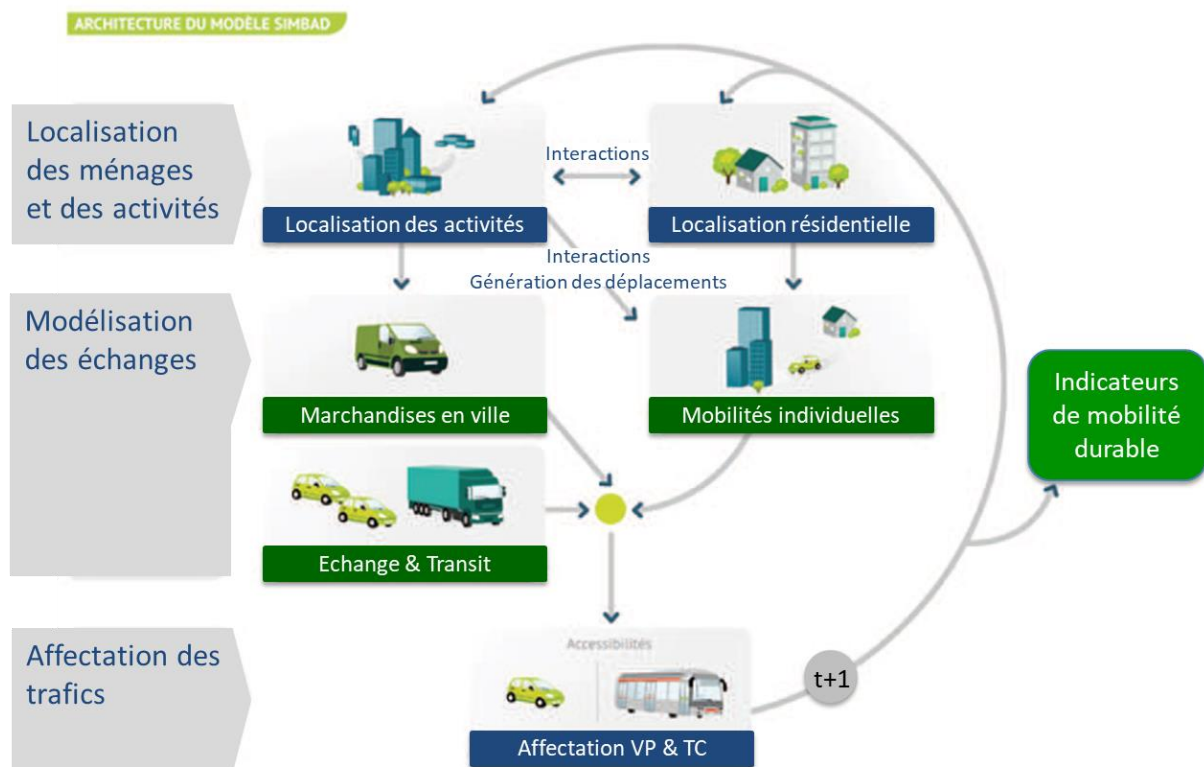 ARCHITECTURE DU MODÈLE SIMBAD
Localisation
des ménages
et des activités
Interactions
Localisation des activités
Localisation résidentielle
Interactions
Génération des déplacements
Modélisation
des échanges
Marchandises en ville
Mobilités individuelles
Indicateurs
de mobilité
durable
Echange & Transit
Affectation des
trafics
Accessibilités
t+1
Affectation VP & TC